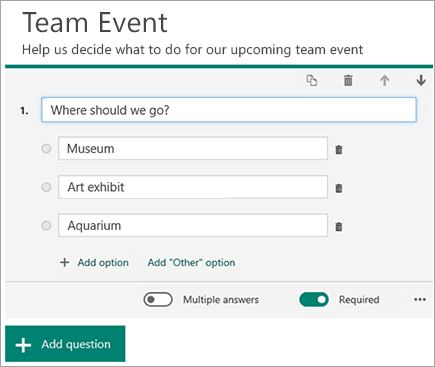 Team Event
Help us decide what to do for our upcoming team event
1. Where should we go?
Museum
Art exhibit
Aquarium
+ Add option Add "Other" option
Multiple answers Required ...
+ Add question